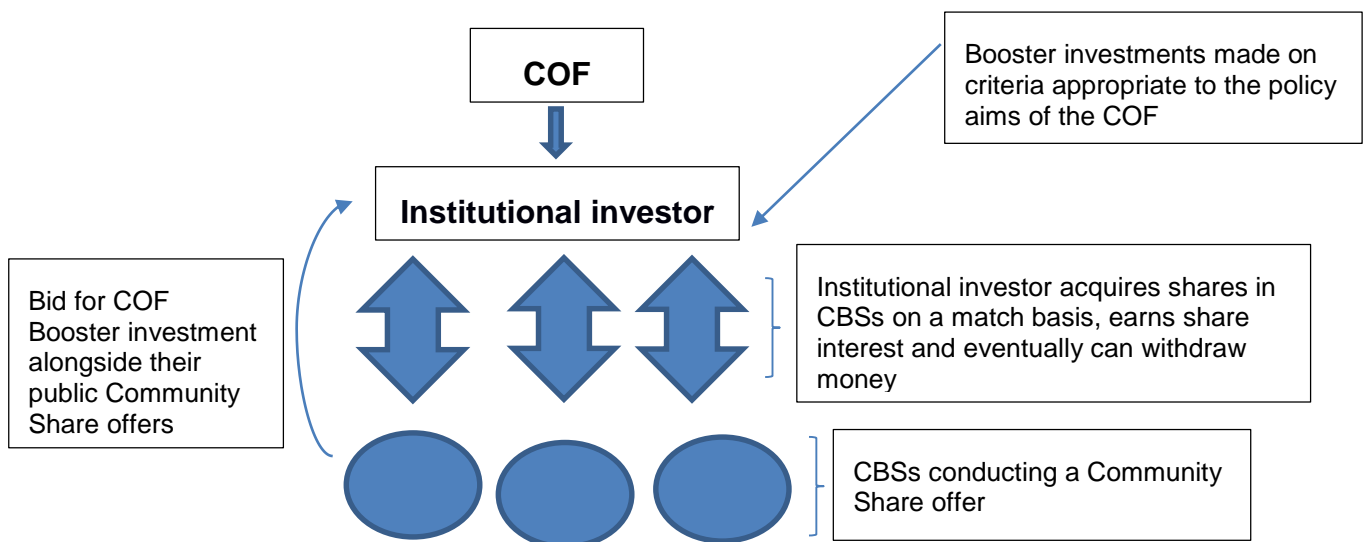 COF
Booster investments made on
criteria appropriate to the policy
aims of the COF
Institutional investor
Bid for COF
Booster investment
alongside their
public Community
Share offers
Institutional investor acquires shares in
CBSs on a match basis, earns share
interest and eventually can withdraw
money
CBSs conducting a Community
Share offer